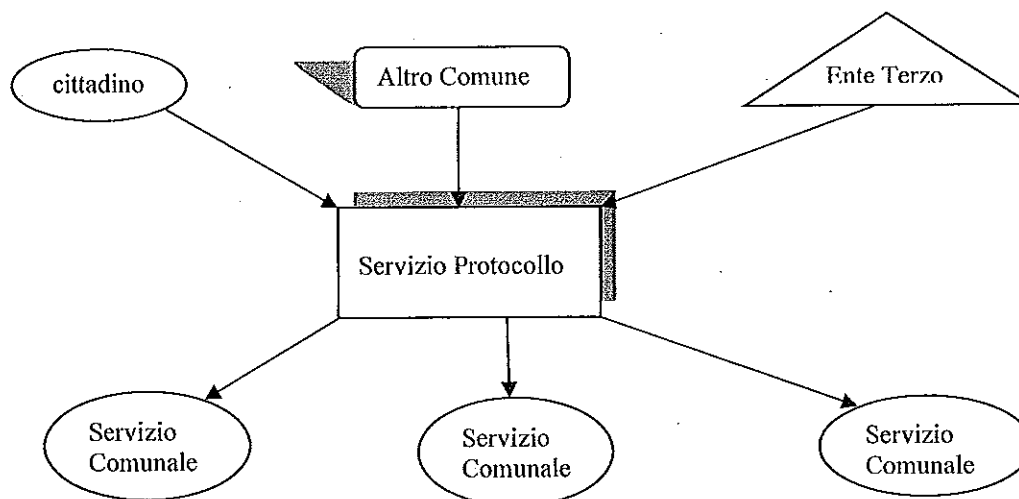 cittadino
Altro Comune
Ente Terzo
Servizio Protocollo
Servizio
Comunale
Servizio
Comunale
Servizio
Comunale